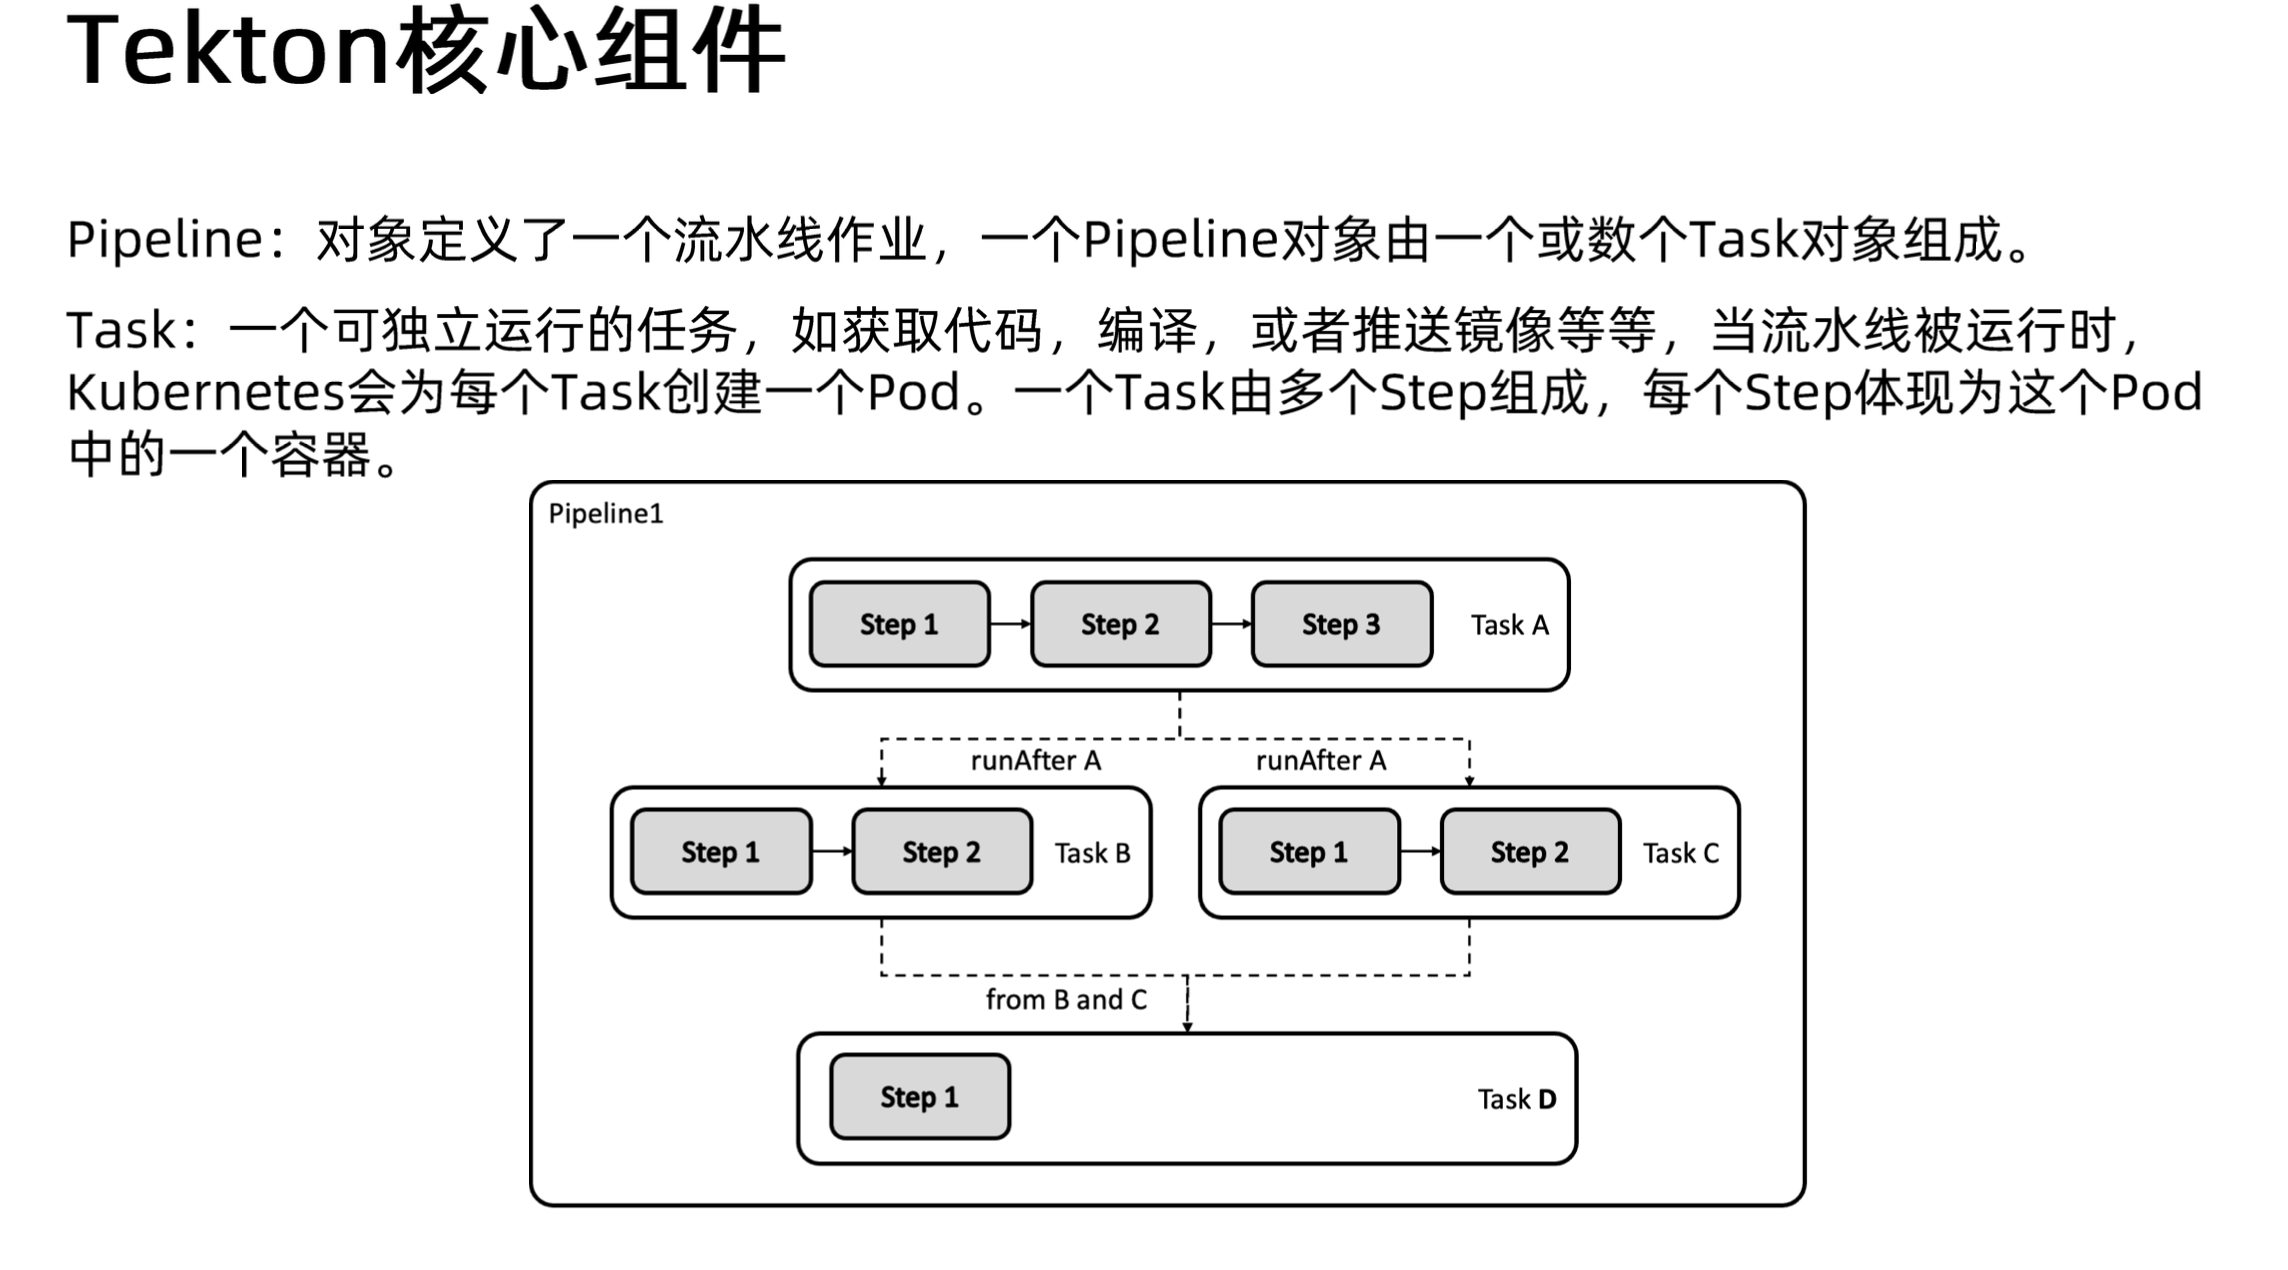 Tekton核心组件
Pipeline：对象定义了一个流水线作业，一个Pipeline对象由一个或数个Task对象组成。
Task：一个可独立运行的任务，如获取代码，编译，或者推送镜像等等，当流水线被运行时，
Kubernetes会为每个Task创建一个Pod。一个Task由多个Step组成，每个Step体现为这个Pod
中的一个容器。
Pipeline1
Step 1
Step 2
Step 3
Task A
runAfter A
runAfter A
Step 1
Step 2
Task B
Step 1
Step 2
Task C
from B and C
Step 1
Task D